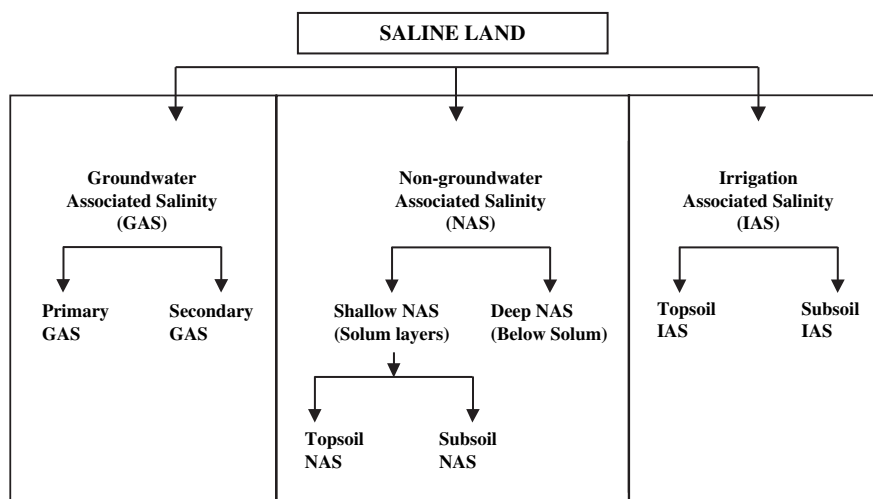 SALINE LAND
Groundwater
Associated Salinity
(GAS)
Primary
GAS
Secondary
GAS
Non-groundwater
Associated Salinity
(NAS)
Shallow NAS
(Solum layers)
Deep NAS
(Below Solum)
Topsoil
NAS
Subsoil
NAS
Irrigation
Associated Salinity
(IAS)
Topsoil
IAS
Subsoil
IAS